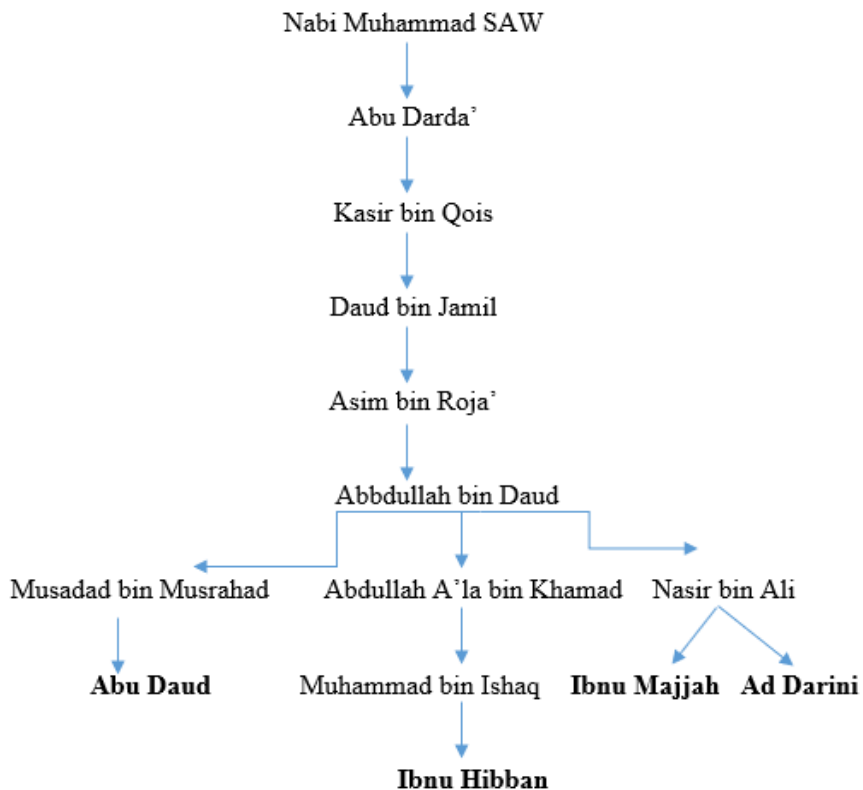 Nabi Muhammad SAW
Abu Darda’
Kasir bin Qois
Daud bin Jamil
Asim bin Roja’
Abbdullah bin Daud
Musadad bin Musrahad
Abdullah A’la bin Khamad
Nasir bin Ali
Abu Daud
Muhammad bin Ishaq
Ibnu Majjah
Ad Darini
Ibnu Hibban